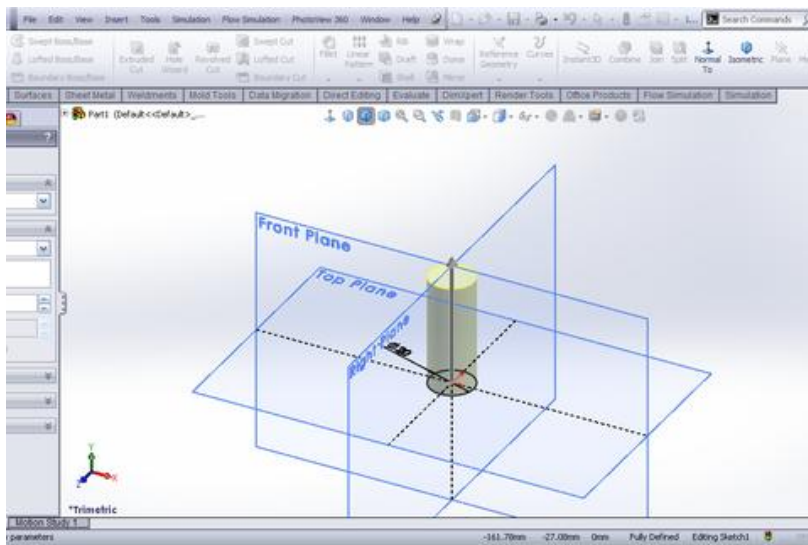 File Edit View Insert Tools Simulation Flow Simulation PhotoView 360 Window Help L... Search Commands
Swept Boss/Base Swept Cut Rib Wrap
Lofted Boss/Base Extruded Cut Hole Wizard Revolved Cut Lofted Cut Fillet Linear Pattern Draft Dome Reference Geometry Curves Instant3D Combine Join Split Normal To Isometric Plane
Boundary Boss/Base Boundary Cut Shell Mirror
Surfaces Sheet Metal Weldments Mold Tools Data Migration Direct Editing Evaluate DimXpert Render Tools Office Products Flow Simulation Simulation
Part1 (Default<<Default>_...
?
Front Plane
Top Plane
Right Plane
Y
X
Z
*Trimetric
Motion Study 1
parameters -161.78mm -27.08mm 0mm Fully Defined Editing Sketch1